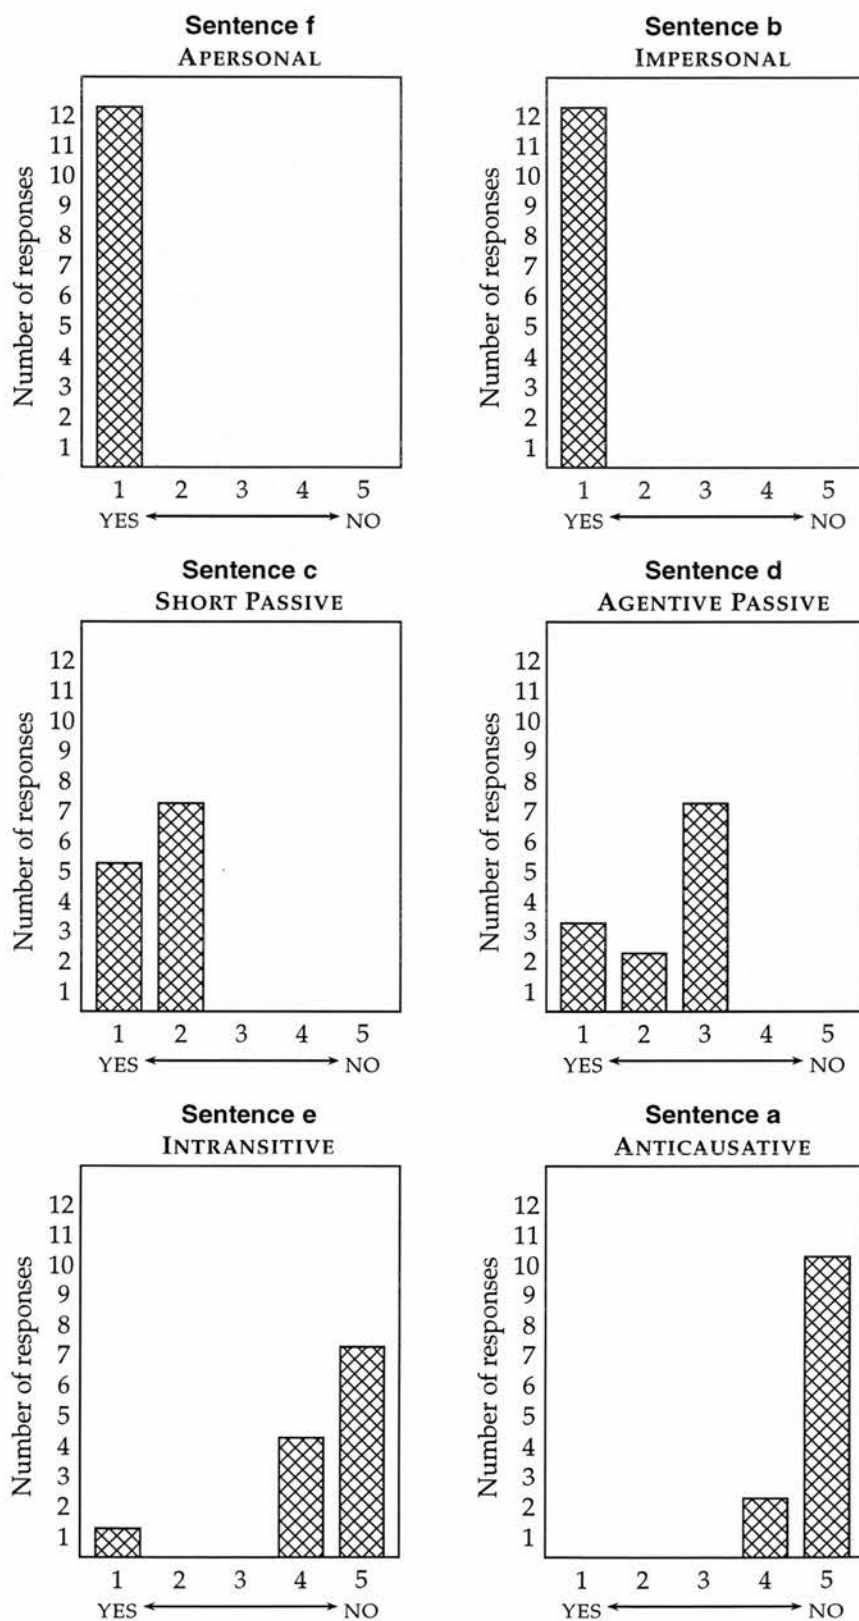 Sentence f
APERSONAL
Number of responses
12
11
10
9
8
7
6
5
4
3
2
1
1 2 3 4 5
YES NO
Sentence b
IMPERSONAL
Number of responses
12
11
10
9
8
7
6
5
4
3
2
1
1 2 3 4 5
YES NO
Sentence c
SHORT PASSIVE
Number of responses
12
11
10
9
8
7
6
5
4
3
2
1
1 2 3 4 5
YES NO
Sentence d
AGENTIVE PASSIVE
Number of responses
12
11
10
9
8
7
6
5
4
3
2
1
1 2 3 4 5
YES NO
Sentence e
INTRANSITIVE
Number of responses
12
11
10
9
8
7
6
5
4
3
2
1
1 2 3 4 5
YES NO
Sentence a
ANTICAUSATIVE
Number of responses
12
11
10
9
8
7
6
5
4
3
2
1
1 2 3 4 5
YES NO